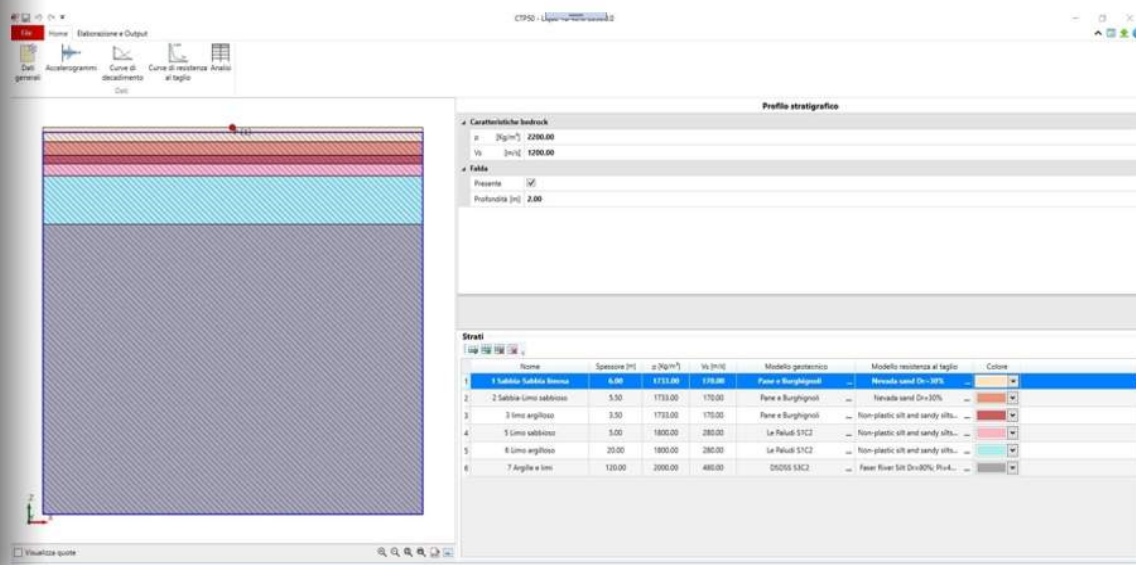 CTP50 -
File Home Elaborazione e Output
Dati generali Accelerogrammi Curve di decadimento Curve di resistenza al taglio Analisi
Dati
Profilo stratigrafico
Caratteristiche bedrock
ρ [Kg/m³] 2200.00
Vs [m/s] 1200.00
Falda
Presente
Profondità [m] 2.00
Strati
Nome Spessore [m] ρ [Kg/m³] Vs [m/s] Modello geotecnico Modello resistenza al taglio Colore
1 1 Sabbia Sabbia limosa 6.00 1733.00 170.00 Pane e Burghignoli ... Nevada sand Dr=30% ...
2 2 Sabbia-Limo sabbioso 5.50 1733.00 170.00 Pane e Burghignoli ... Nevada sand Dr=30% ...
3 3 limo argilloso 3.50 1733.00 170.00 Pane e Burghignoli ... Non-plastic silt and sandy silts... ...
4 5 Limo sabbioso 5.00 1800.00 280.00 Le Paludi S1C2 ... Non-plastic silt and sandy silts... ...
5 6 Limo argilloso 20.00 1800.00 280.00 Le Paludi S1C2 ... Non-plastic silt and sandy silts... ...
6 7 Argille e limi 120.00 2000.00 480.00 DSDSS S3C2 ... River Silt Dr=80%; PI=4... ...
Z
X
Visualizza quote